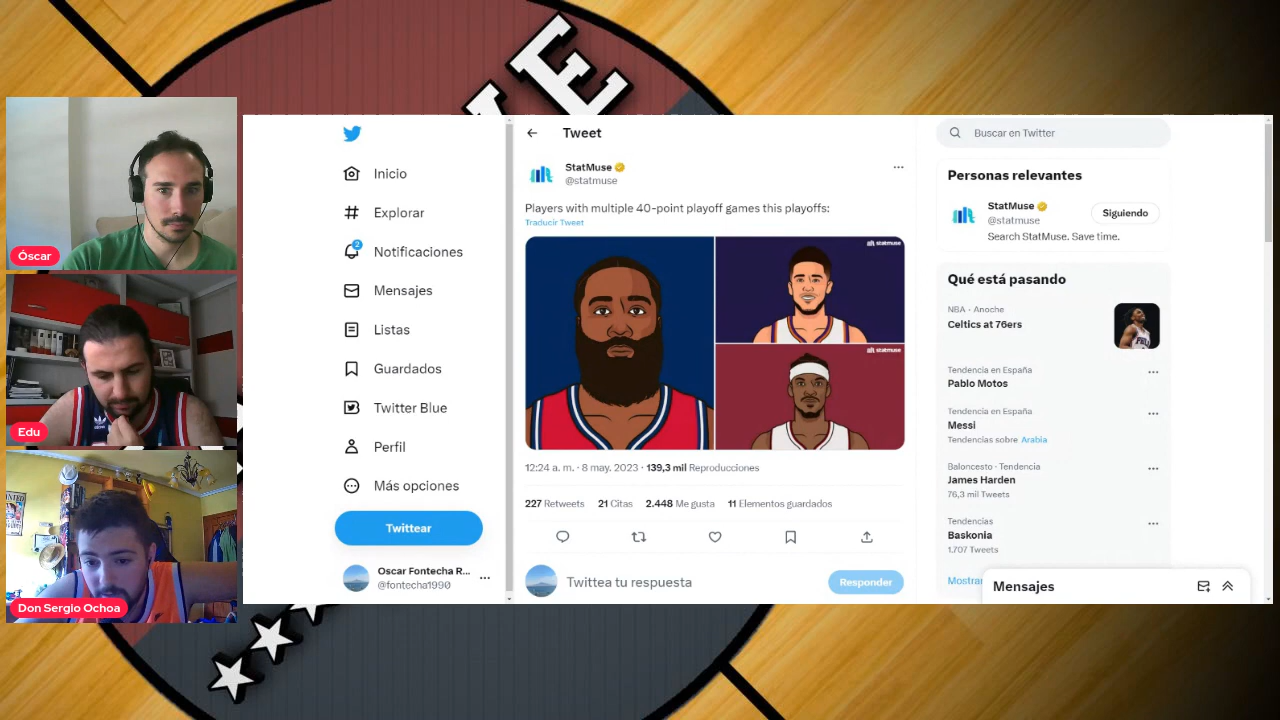 VE
Óscar
Edu
Don Sergio Ochoa
Inicio
Explorar
2
Notificaciones
Mensajes
Listas
Guardados
Twitter Blue
Perfil
Más opciones
Twittear
Oscar Fontecha R...
@fontecha1990
Tweet
StatMuse
@statmuse
Players with multiple 40-point playoff games this playoffs:
Traducir Tweet
statmuse
statmuse
12:24 a. m. · 8 may. 2023 · 139,3 mil Reproducciones
227 Retweets 21 Citas 2.448 Me gusta 11 Elementos guardados
Twittea tu respuesta
Responder
Buscar en Twitter
Personas relevantes
StatMuse
@statmuse
Siguiendo
Search StatMuse. Save time.
Qué está pasando
NBA · Anoche
Celtics at 76ers
Tendencia en España
Pablo Motos
Tendencia en España
Messi
Tendencias sobre Arabia
Baloncesto · Tendencia
James Harden
76,3 mil Tweets
Tendencias
Baskonia
1.707 Tweets
Mostrar
Mensajes